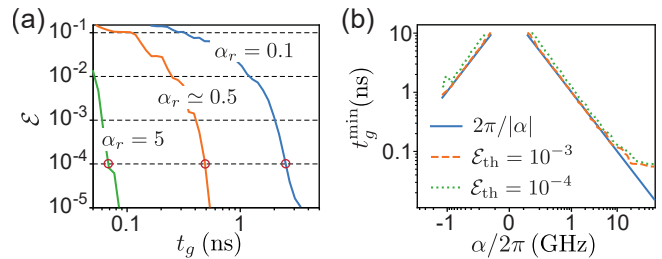 (a)
10^-1
10^-2
10^-3
10^-4
10^-5
ℰ
α_r = 0.1
α_r ≃ 0.5
α_r = 5
0.1
1
t_g (ns)
(b)
10
1
0.1
t_g^min(ns)
2π/|α|
ℰ_th = 10^-3
ℰ_th = 10^-4
-1
0
1
10
α/2π (GHz)